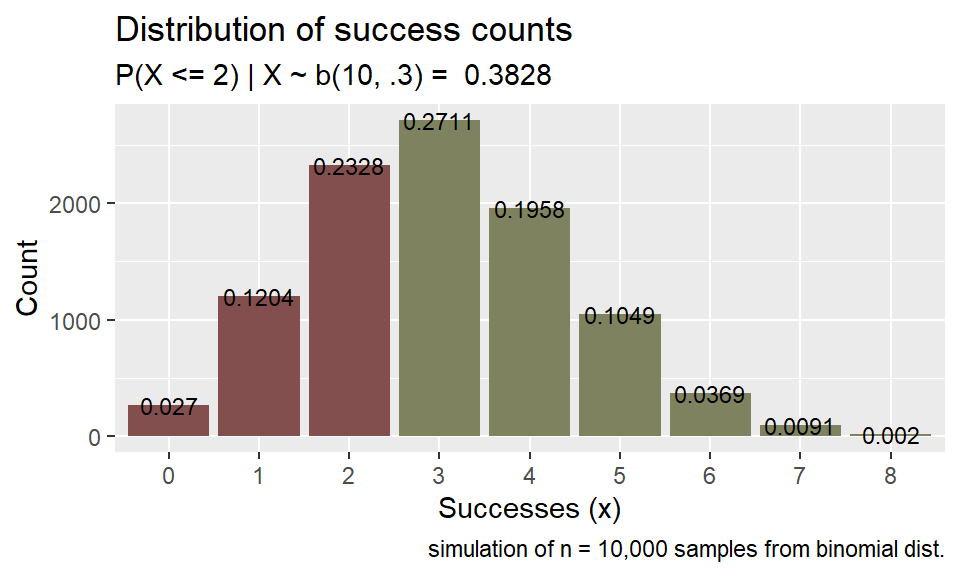 Distribution of success counts
P(X <= 2) | X ~ b(10, .3) =  0.3828
Count
2000
1000
0
0.027
0.1204
0.2328
0.2711
0.1958
0.1049
0.0369
0.0091
0.002
0 1 2 3 4 5 6 7 8
Successes (x)
simulation of n = 10,000 samples from binomial dist.